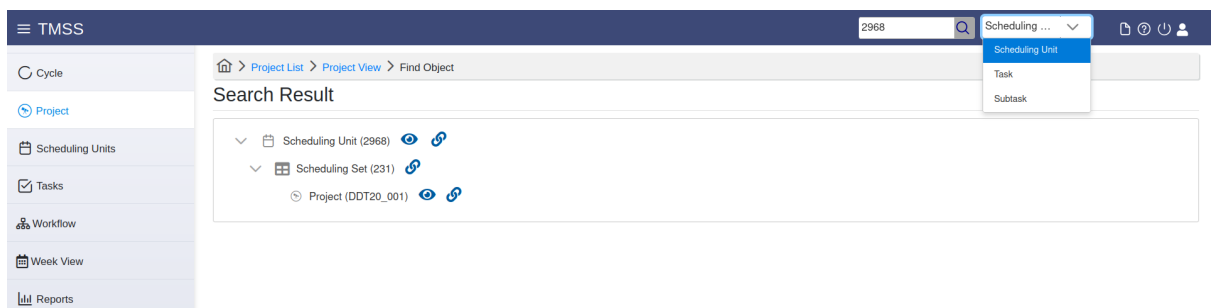 TMSS
2968
Scheduling ...
Scheduling Unit
Task
Subtask
Cycle
Project
Scheduling Units
Tasks
Workflow
Week View
Reports
Project List > Project View > Find Object
Search Result
Scheduling Unit (2968)
Scheduling Set (231)
Project (DDT20_001)